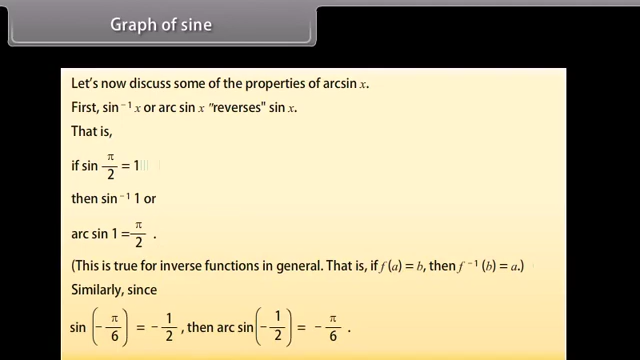 Graph of sine
Let's now discuss some of the properties of arcsin x.
First, sin⁻¹ x or arc sin x "reverses" sin x.
That is,
if sin π/2 = 1
then sin⁻¹ 1 or
arc sin 1 = π/2 .
(This is true for inverse functions in general. That is, if f (a) = b, then f⁻¹ (b) = a.)
Similarly, since
sin (−π/6) = −1/2 , then arc sin (−1/2) = −π/6 .